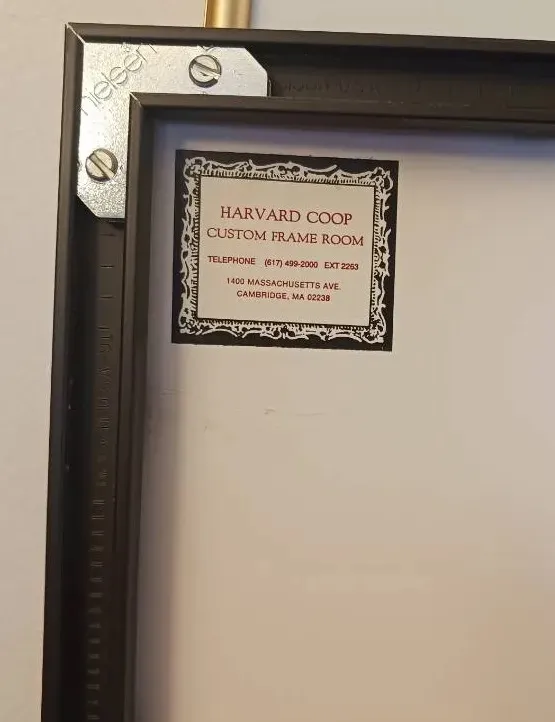 nielsen
HARVARD COOP
CUSTOM FRAME ROOM
TELEPHONE (617) 499-2000 EXT 2263
1400 MASSACHUSETTS AVE.
CAMBRIDGE, MA 02238